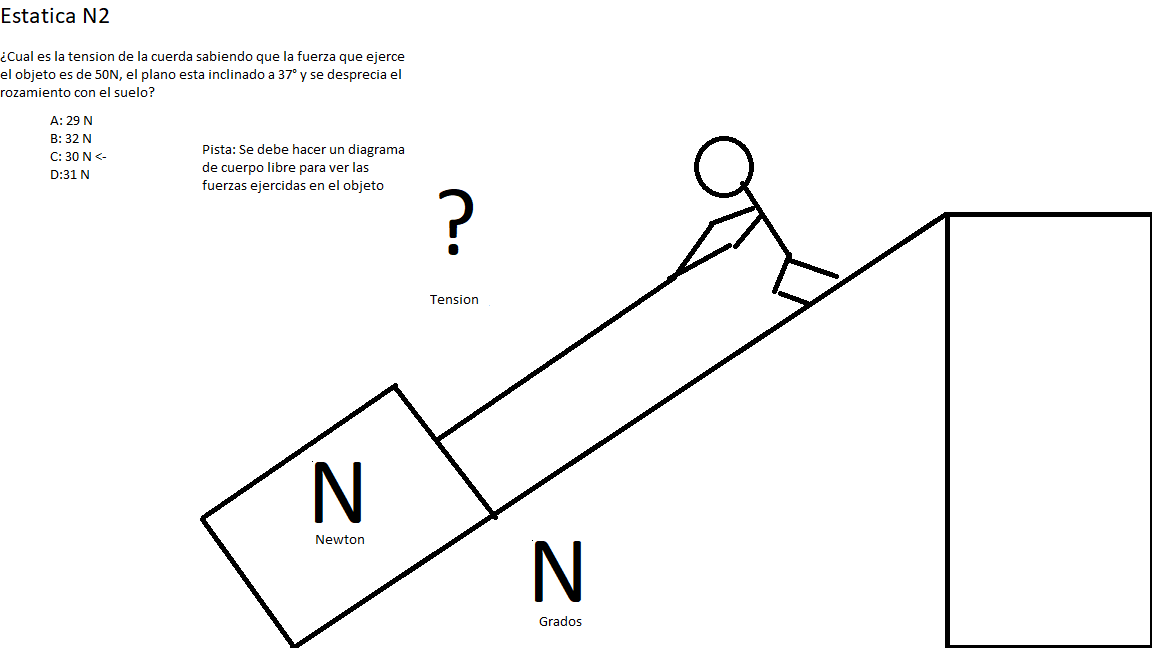 Estatica N2
¿Cual es la tension de la cuerda sabiendo que la fuerza que ejerce
el objeto es de 50N, el plano esta inclinado a 37° y se desprecia el
rozamiento con el suelo?
A: 29 N
B: 32 N
C: 30 N <-
D:31 N
Pista: Se debe hacer un diagrama
de cuerpo libre para ver las
fuerzas ejercidas en el objeto
?
Tension
N
Newton
N
Grados